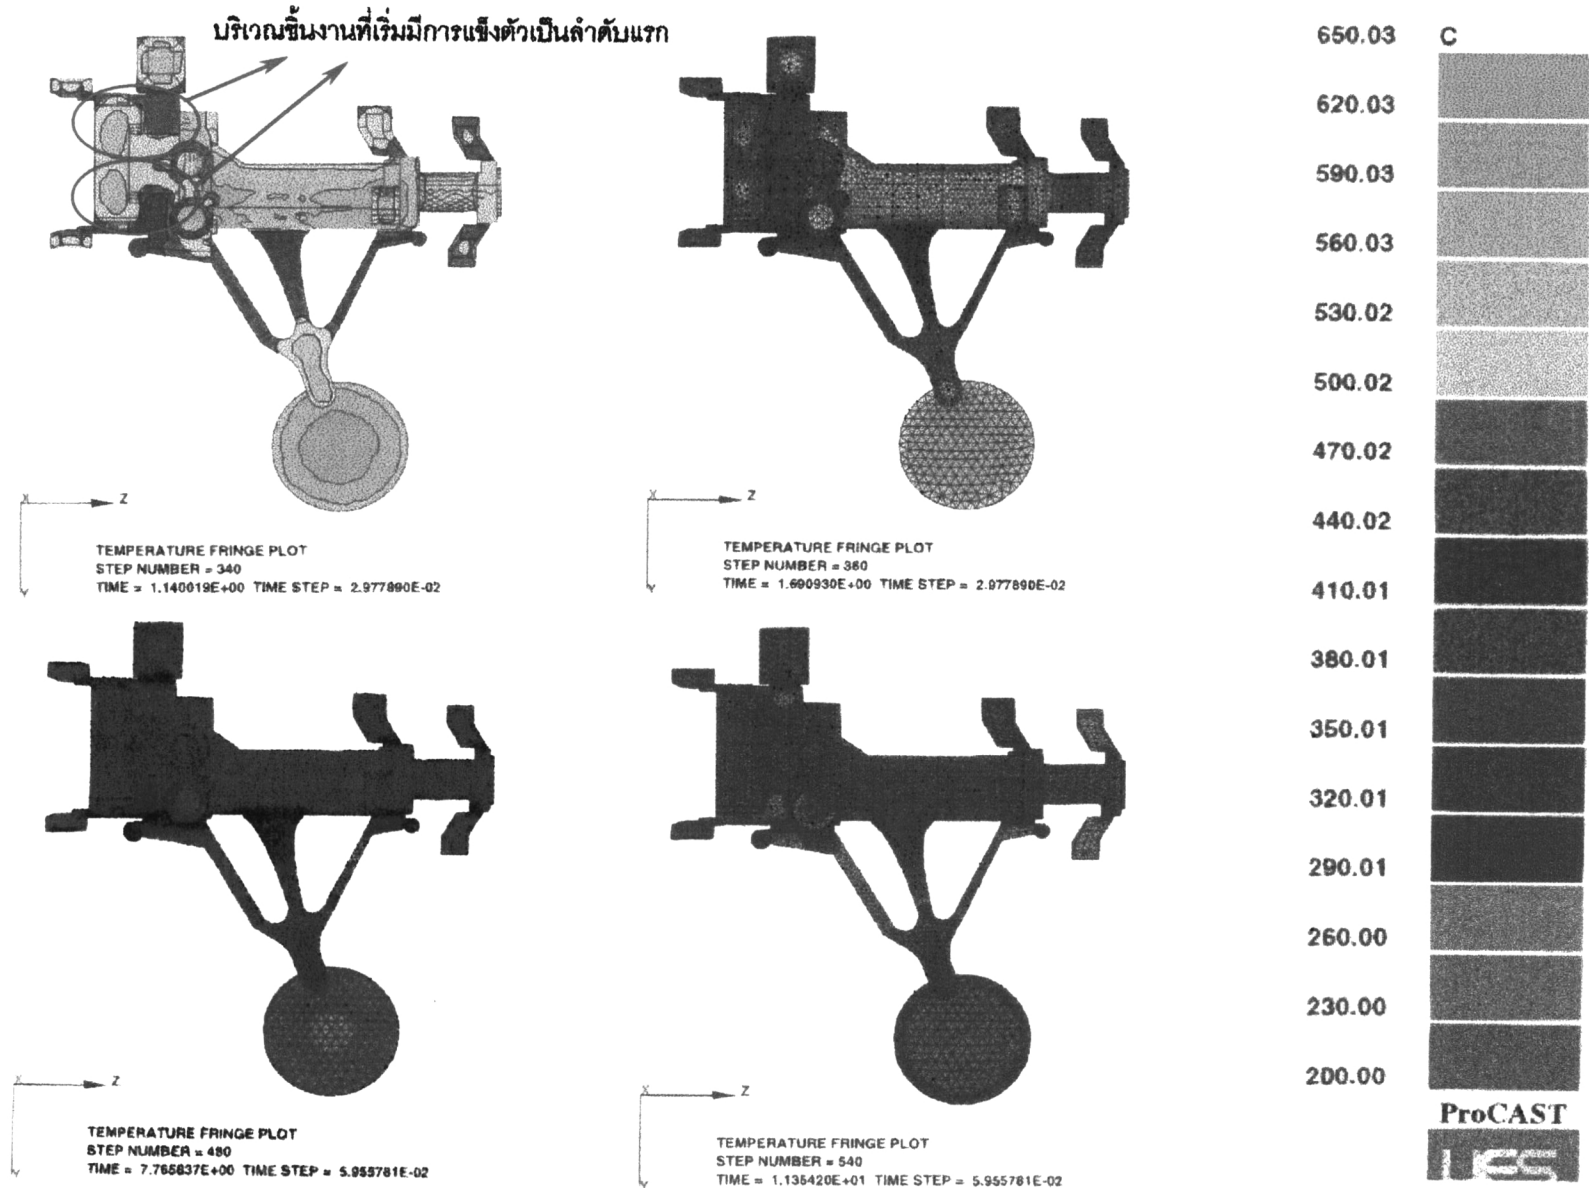 บริเวณชิ้นงานที่เริ่มมีการแข็งตัวเป็นลำดับแรก
X
Z
Y
TEMPERATURE FRINGE PLOT
STEP NUMBER = 340
TIME = 1.140019E+00 TIME STEP = 2.977890E-02
X
Z
Y
TEMPERATURE FRINGE PLOT
STEP NUMBER = 360
TIME = 1.690930E+00 TIME STEP = 2.977890E-02
X
Z
Y
TEMPERATURE FRINGE PLOT
STEP NUMBER = 480
TIME = 7.765837E+00 TIME STEP = 5.955781E-02
X
Z
Y
TEMPERATURE FRINGE PLOT
STEP NUMBER = 540
TIME = 1.135420E+01 TIME STEP = 5.955781E-02
650.03 C
620.03
590.03
560.03
530.02
500.02
470.02
440.02
410.01
380.01
350.01
320.01
290.01
260.00
230.00
200.00
ProCAST